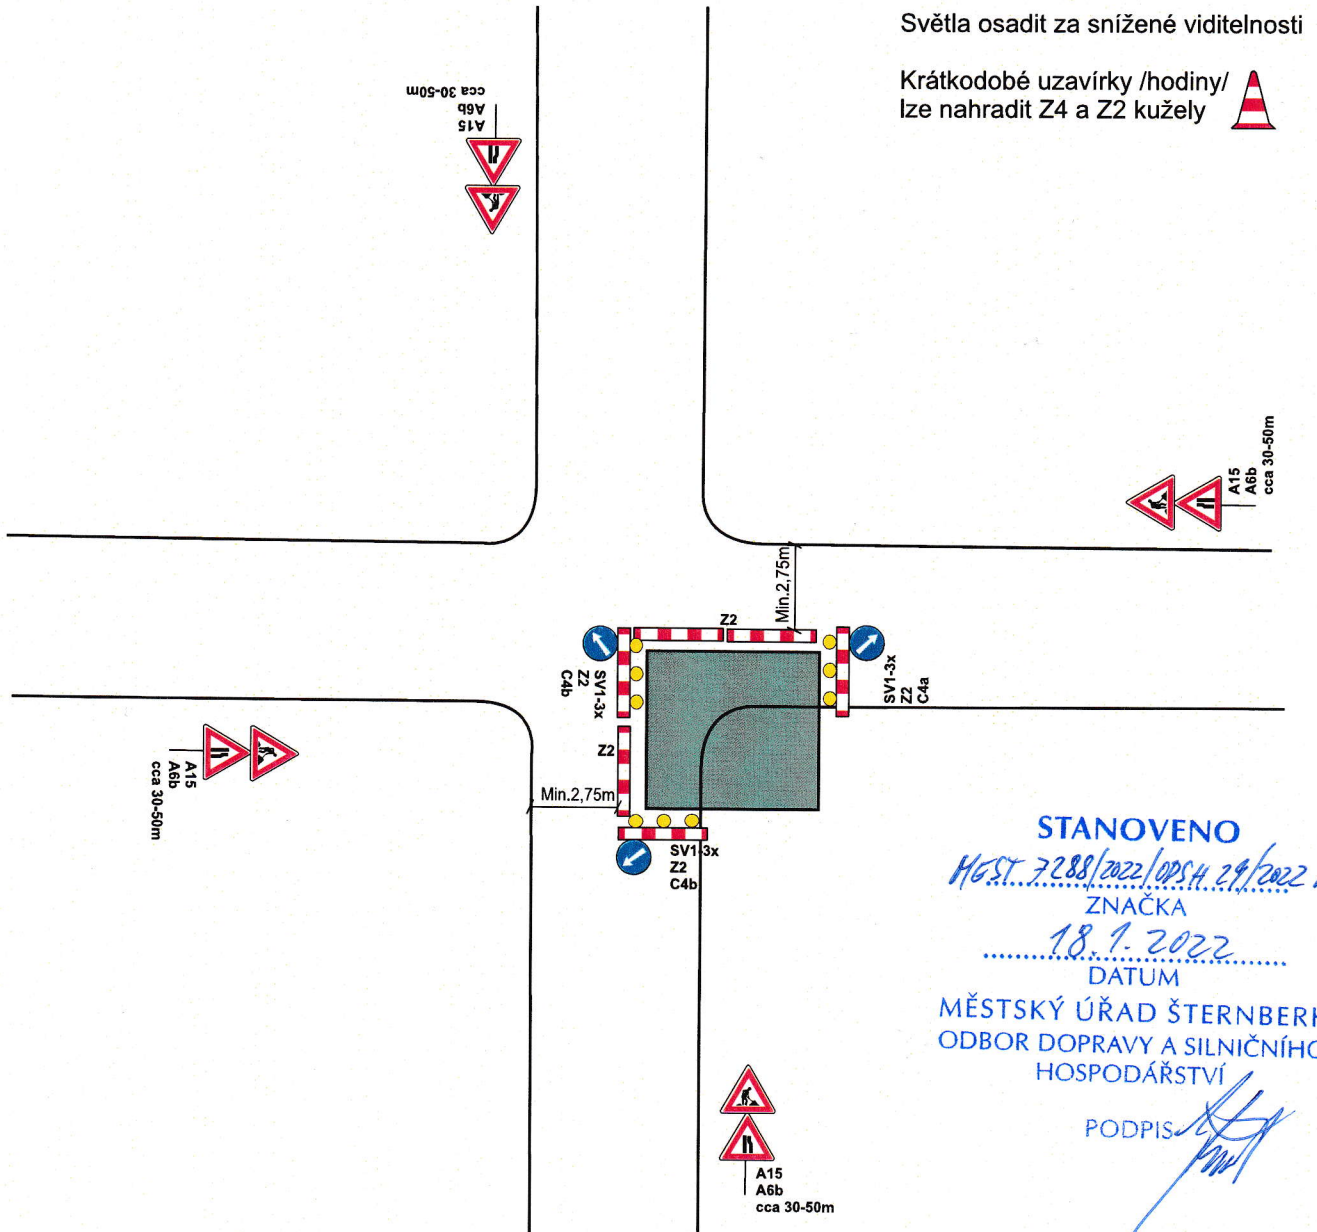 Světla osadit za snížené viditelnosti
Krátkodobé uzavírky /hodiny/
lze nahradit Z4 a Z2 kužely
A15
A6b
cca 30-50m
A15
A6b
cca 30-50m
Min.2,75m
Z2
SV1-3x
Z2
C4b
SV1-3x
Z2
C4a
Z2
Min.2,75m
SV1-3x
Z2
C4b
A15
A6b
cca 30-50m
A15
A6b
cca 30-50m
STANOVENO
MEST 7288/2022/ODSH 29/2022
ZNAČKA
18.1.2022
DATUM
MĚSTSKÝ ÚŘAD ŠTERNBERK
ODBOR DOPRAVY A SILNIČNÍHO
HOSPODÁŘSTVÍ
PODPIS